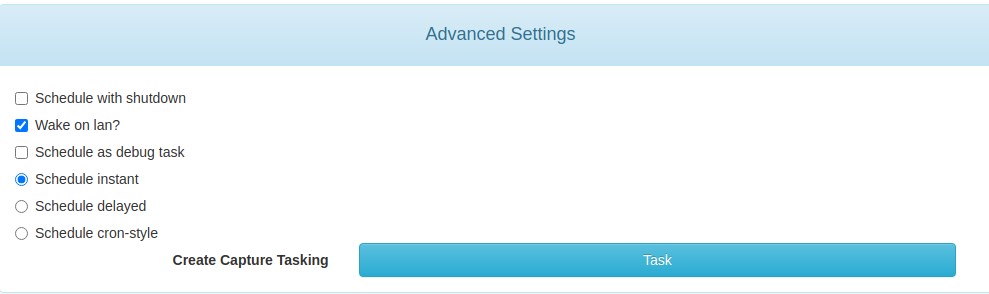 Advanced Settings
Schedule with shutdown
Wake on lan?
Schedule as debug task
Schedule instant
Schedule delayed
Schedule cron-style
Create Capture Tasking Task